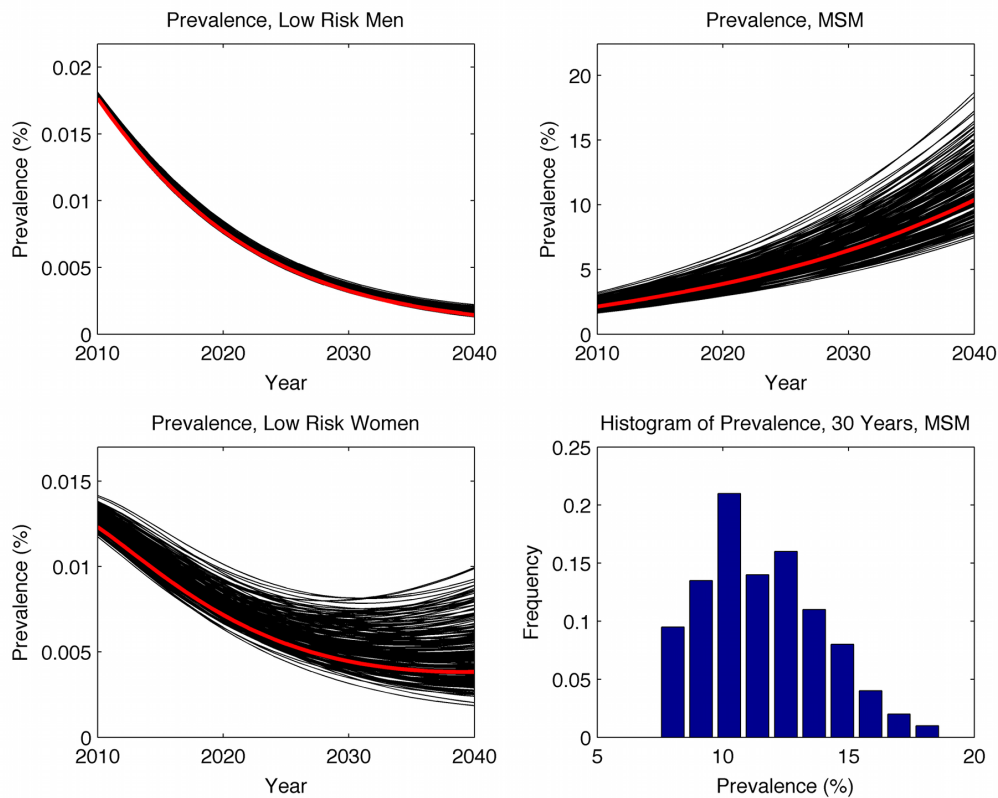 Prevalence, Low Risk Men
0.02
0.015
0.01
0.005
0
Prevalence (%)
2010 2020 2030 2040
Year
Prevalence, MSM
20
15
10
5
0
Prevalence (%)
2010 2020 2030 2040
Year
Prevalence, Low Risk Women
0.015
0.01
0.005
0
Prevalence (%)
2010 2020 2030 2040
Year
Histogram of Prevalence, 30 Years, MSM
0.25
0.2
0.15
0.1
0.05
0
Frequency
5 10 15 20
Prevalence (%)